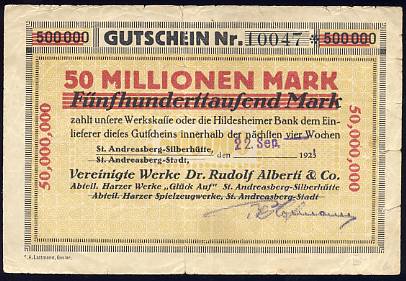 500000 GUTSCHEIN Nr. 10047 * 500000
50 MILLIONEN MARK
Fünfhunderttausend Mark
zahlt unsere Werkskasse oder die Hildesheimer Bank dem Ein-
lieferer dieses Gutscheins innerhalb der nächsten vier Wochen
St. Andreasberg-Silberhütte,
St. Andreasberg-Stadt, den 22. Sep. 1923
Vereinigte Werke Dr. Rudolf Alberti & Co.
Abteil. Harzer Werke „Glück Auf" St. Andreasberg-Silberhütte
Abteil. Harzer Spielzeugwerke, St. Andreasberg-Stadt
50,000,000
50,000,000
Lattmann, Goslar.